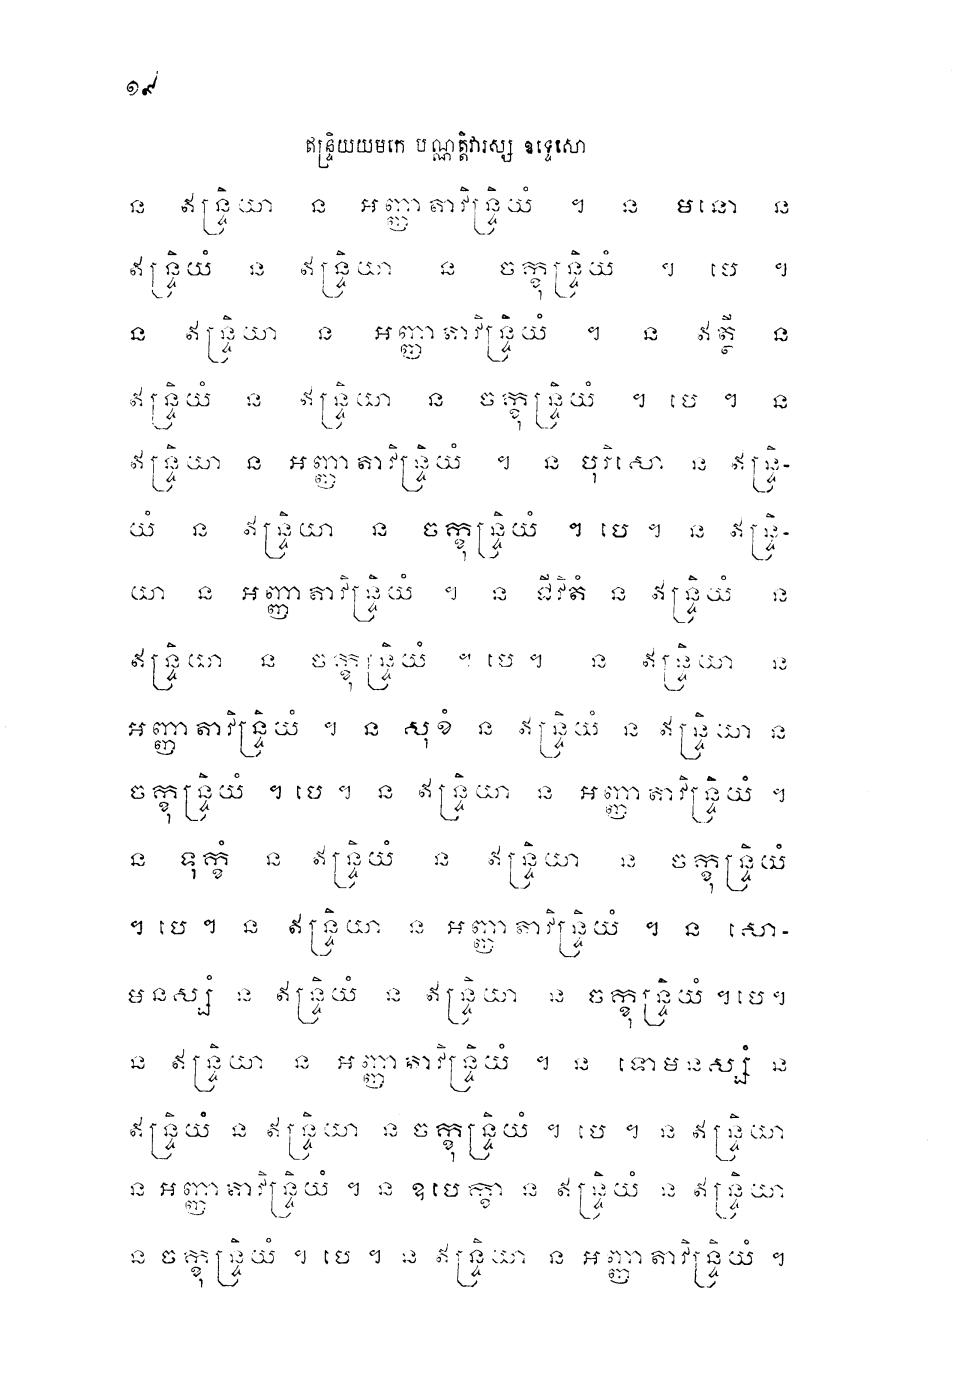 ១៩
ឥន្ទ្រិយយមកេ បណ្ណត្តិវារស្ស ឧទ្ទេសោ
ន ឥន្ទ្រិយា ន អញ្ញាតាវិន្ទ្រិយំ ។ ន មនោ ន
ឥន្ទ្រិយំ ន ឥន្ទ្រិយា ន ចក្ខុន្ទ្រិយំ ។ បេ ។
ន ឥន្ទ្រិយា ន អញ្ញាតាវិន្ទ្រិយំ ។ ន ឥត្ថី ន
ឥន្ទ្រិយំ ន ឥន្ទ្រិយា ន ចក្ខុន្ទ្រិយំ ។ បេ ។ ន
ឥន្ទ្រិយា ន អញ្ញាតាវិន្ទ្រិយំ ។ ន បុរិសោ ន ឥន្ទ្រិ-
យំ ន ឥន្ទ្រិយា ន ចក្ខុន្ទ្រិយំ ។ បេ ។ ន ឥន្ទ្រិ-
យា ន អញ្ញាតាវិន្ទ្រិយំ ។ ន ជីវិតំ ន ឥន្ទ្រិយំ ន
ឥន្ទ្រិយា ន ចក្ខុន្ទ្រិយំ ។ បេ ។ ន ឥន្ទ្រិយា ន
អញ្ញាតាវិន្ទ្រិយំ ។ ន សុខំ ន ឥន្ទ្រិយំ ន ឥន្ទ្រិយា ន
ចក្ខុន្ទ្រិយំ ។ បេ ។ ន ឥន្ទ្រិយា ន អញ្ញាតាវិន្ទ្រិយំ ។
ន ទុក្ខំ ន ឥន្ទ្រិយំ ន ឥន្ទ្រិយា ន ចក្ខុន្ទ្រិយំ
។ បេ ។ ន ឥន្ទ្រិយា ន អញ្ញាតាវិន្ទ្រិយំ ។ ន សោ-
មនស្សំ ន ឥន្ទ្រិយំ ន ឥន្ទ្រិយា ន ចក្ខុន្ទ្រិយំ ។បេ។
ន ឥន្ទ្រិយា ន អញ្ញាតាវិន្ទ្រិយំ ។ ន ទោមនស្សំ ន
ឥន្ទ្រិយំ ន ឥន្ទ្រិយា ន ចក្ខុន្ទ្រិយំ ។ បេ ។ ន ឥន្ទ្រិយា
ន អញ្ញាតាវិន្ទ្រិយំ ។ ន ឧបេក្ខា ន ឥន្ទ្រិយំ ន ឥន្ទ្រិយា
ន ចក្ខុន្ទ្រិយំ ។ បេ ។ ន ឥន្ទ្រិយា ន អញ្ញាតាវិន្ទ្រិយំ ។